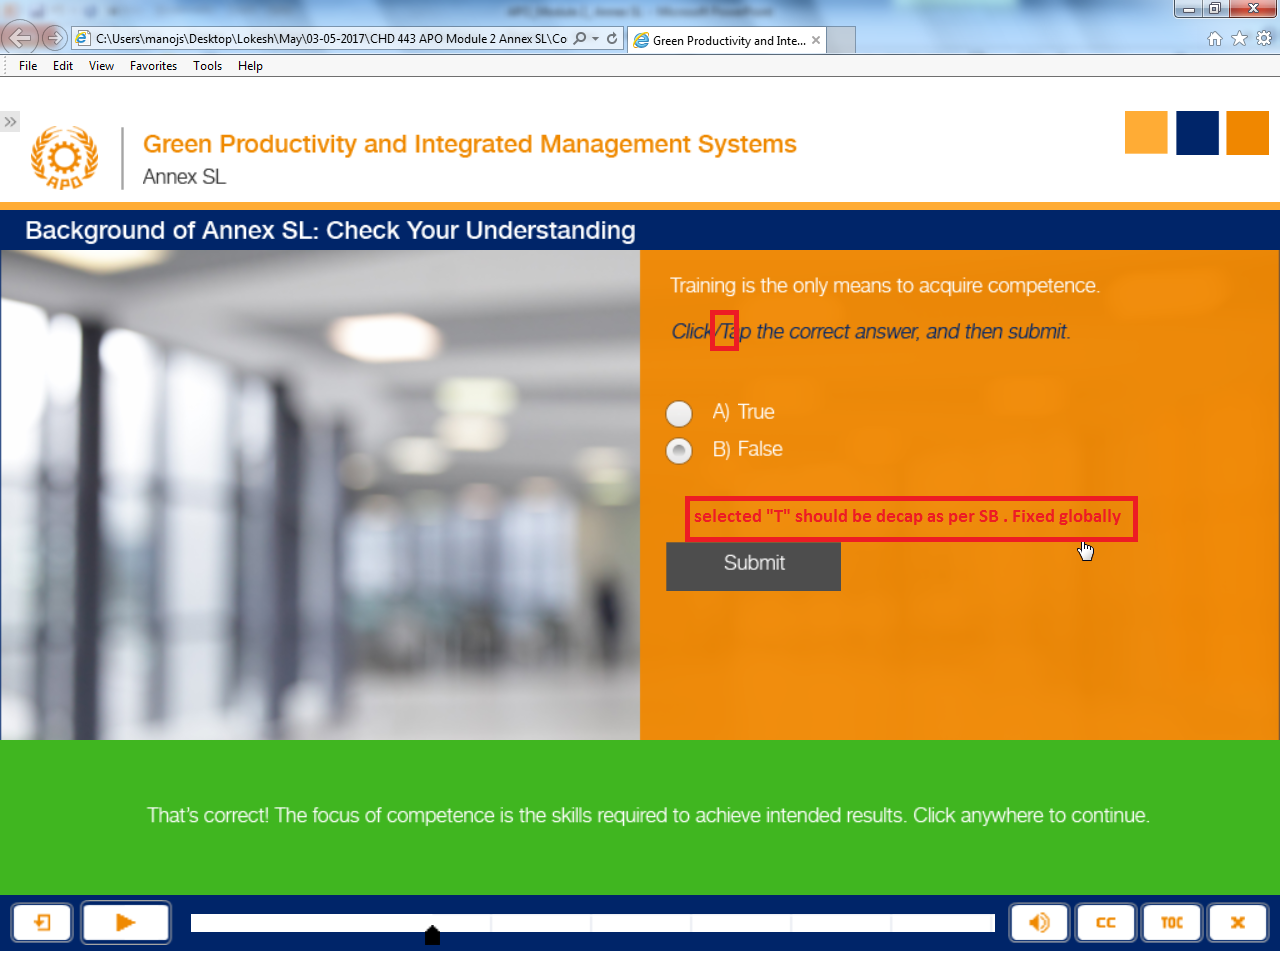 C:\Users\manojs\Desktop\Lokesh\May\03-05-2017\CHD 443 APO Module 2 Annex SL\Co
Green Productivity and Inte...
File Edit View Favorites Tools Help
APO
Green Productivity and Integrated Management Systems
Annex SL
Background of Annex SL: Check Your Understanding
Training is the only means to acquire competence.
Click/Tap the correct answer, and then submit.
A) True
B) False
selected "T" should be decap as per SB . Fixed globally
Submit
That's correct! The focus of competence is the skills required to achieve intended results. Click anywhere to continue.
CC TOC